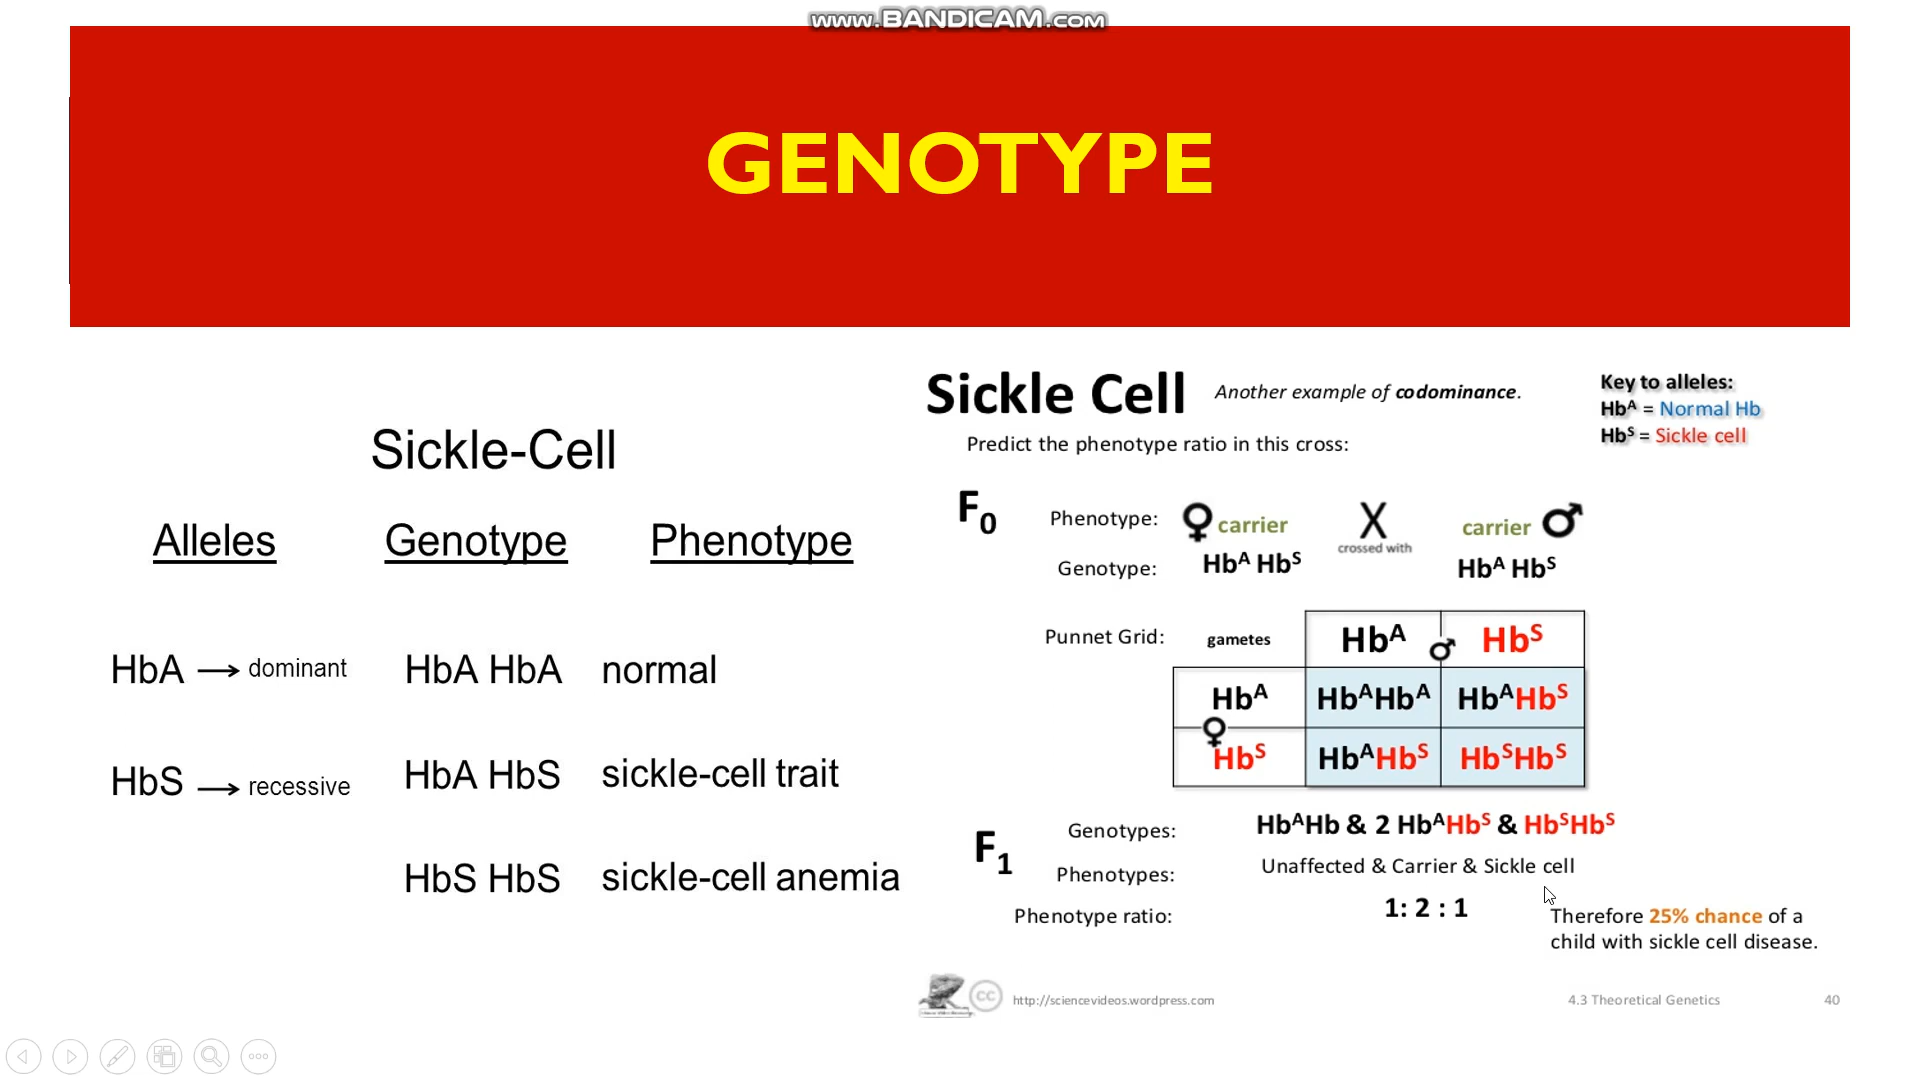 www.BANDICAM.com
GENOTYPE
Sickle-Cell
Alleles Genotype Phenotype
HbA → dominant HbA HbA normal
HbS → recessive HbA HbS sickle-cell trait
HbS HbS sickle-cell anemia
Sickle Cell Another example of codominance.
Predict the phenotype ratio in this cross:
Key to alleles:
Hbᴬ = Normal Hb
Hbˢ = Sickle cell
F₀
Phenotype: ♀ carrier X carrier ♂
crossed with
Genotype: Hbᴬ Hbˢ Hbᴬ Hbˢ
Punnet Grid: gametes Hbᴬ ♂ Hbˢ
Hbᴬ HbᴬHbᴬ HbᴬHbˢ
♀
Hbˢ HbᴬHbˢ HbˢHbˢ
F₁
Genotypes: HbᴬHb & 2 HbᴬHbˢ & HbˢHbˢ
Phenotypes: Unaffected & Carrier & Sickle cell
Phenotype ratio: 1: 2 : 1
Therefore 25% chance of a
child with sickle cell disease.
cc http://sciencevideos.wordpress.com 4.3 Theoretical Genetics 40